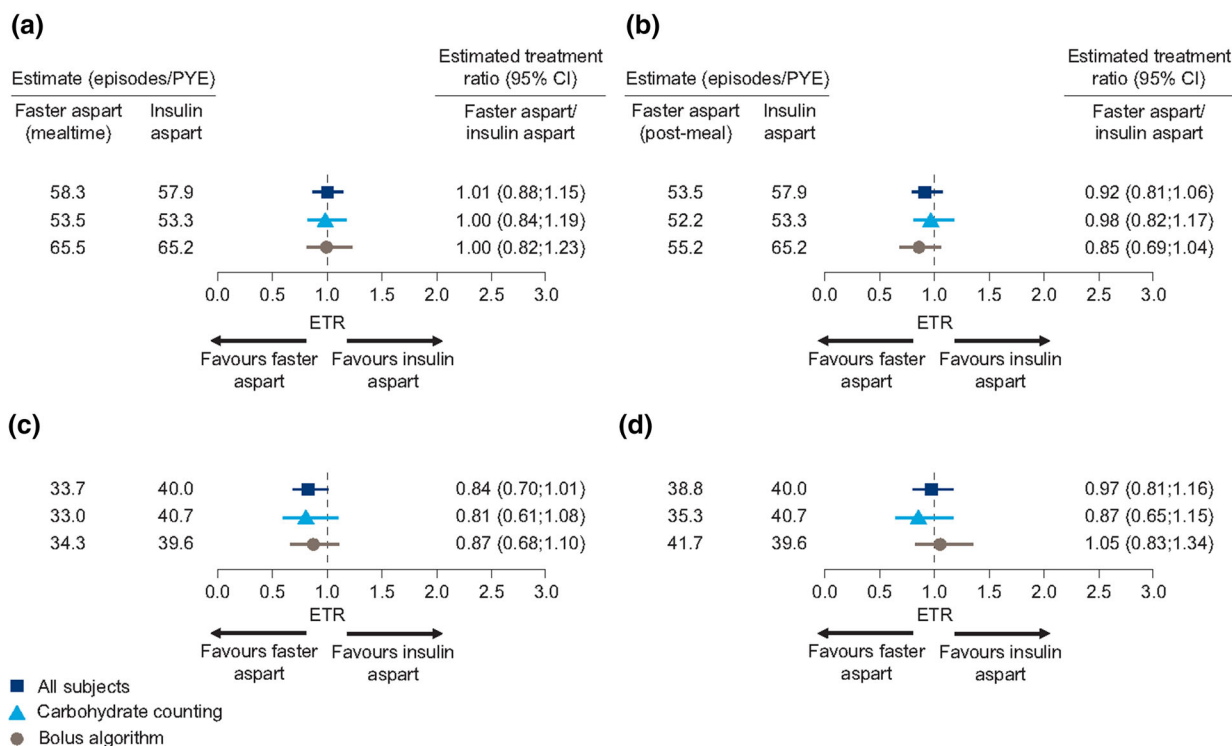 (a)
Estimate (episodes/PYE)
Estimated treatment
ratio (95% CI)
Faster aspart
(mealtime)
Insulin
aspart
Faster aspart/
insulin aspart
58.3 57.9 1.01 (0.88;1.15)
53.5 53.3 1.00 (0.84;1.19)
65.5 65.2 1.00 (0.82;1.23)
0.0 0.5 1.0 1.5 2.0 2.5 3.0
ETR
Favours faster
aspart
Favours insulin
aspart
(b)
Estimate (episodes/PYE)
Estimated treatment
ratio (95% CI)
Faster aspart
(post-meal)
Insulin
aspart
Faster aspart/
insulin aspart
53.5 57.9 0.92 (0.81;1.06)
52.2 53.3 0.98 (0.82;1.17)
55.2 65.2 0.85 (0.69;1.04)
0.0 0.5 1.0 1.5 2.0 2.5 3.0
ETR
Favours faster
aspart
Favours insulin
aspart
(c)
33.7 40.0 0.84 (0.70;1.01)
33.0 40.7 0.81 (0.61;1.08)
34.3 39.6 0.87 (0.68;1.10)
0.0 0.5 1.0 1.5 2.0 2.5 3.0
ETR
Favours faster
aspart
Favours insulin
aspart
(d)
38.8 40.0 0.97 (0.81;1.16)
35.3 40.7 0.87 (0.65;1.15)
41.7 39.6 1.05 (0.83;1.34)
0.0 0.5 1.0 1.5 2.0 2.5 3.0
ETR
Favours faster
aspart
Favours insulin
aspart
All subjects
Carbohydrate counting
Bolus algorithm